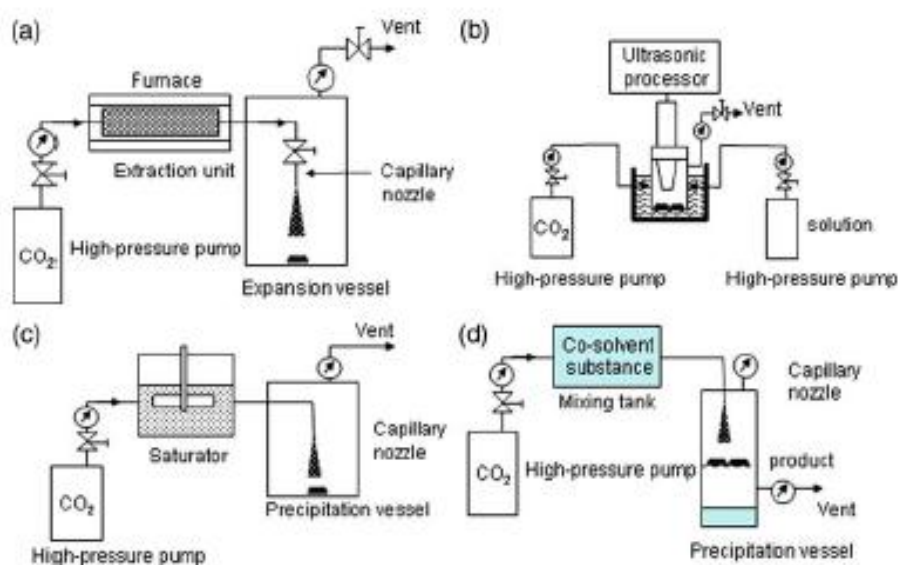 (a)
Vent
Furnace
Extraction unit
Capillary
nozzle
CO₂
High-pressure pump
Expansion vessel
(b)
Ultrasonic
processor
Vent
CO₂
solution
High-pressure pump
High-pressure pump
(c)
Vent
Saturator
Capillary
nozzle
CO₂
Precipitation vessel
High-pressure pump
(d)
Co-solvent
substance
Mixing tank
Capillary
nozzle
CO₂
High-pressure pump
product
Vent
Precipitation vessel